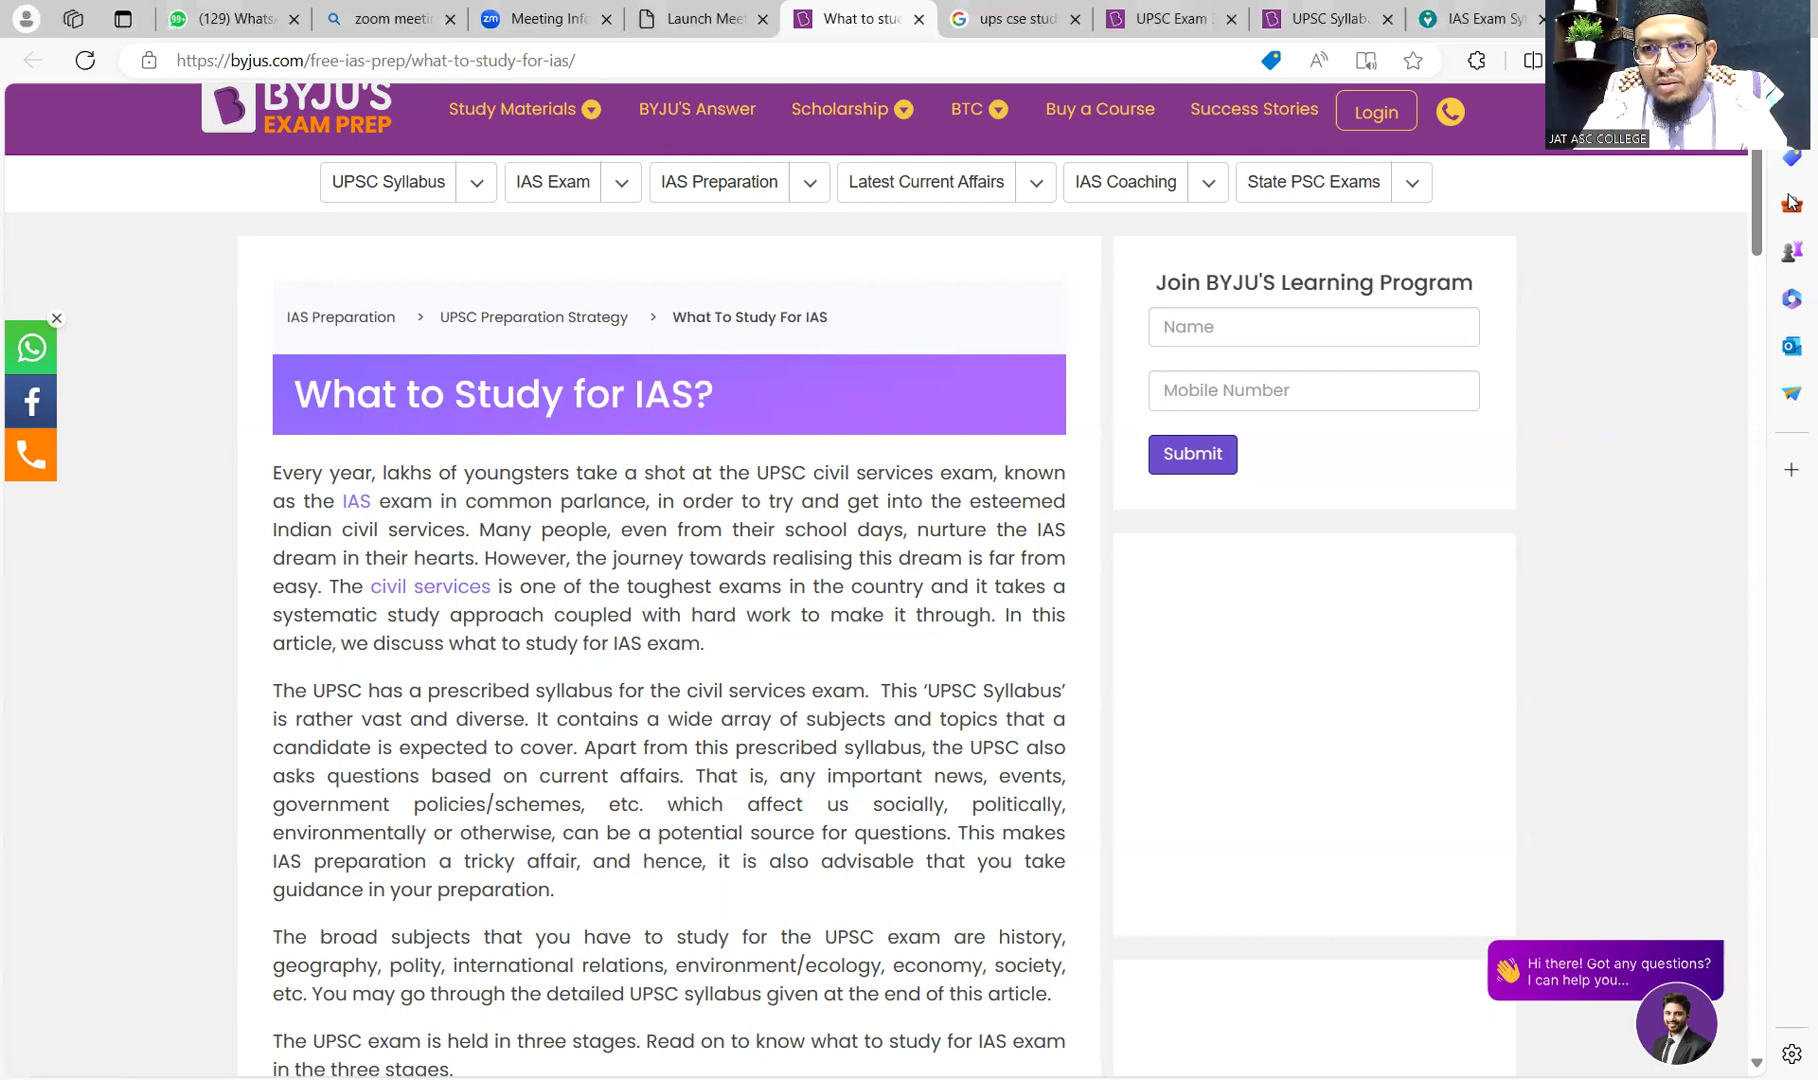 (129) Whats
zoom meetin
Meeting Info
Launch Mee
What to stud
ups cse stud
UPSC Exam 2
UPSC Syllab
IAS Exam Sy
https://byjus.com/free-ias-prep/what-to-study-for-ias/
BYJU'S
EXAM PREP
Study Materials
BYJU'S Answer
Scholarship
BTC
Buy a Course
Success Stories
Login
JAT ASC COLLEGE
UPSC Syllabus
IAS Exam
IAS Preparation
Latest Current Affairs
IAS Coaching
State PSC Exams
IAS Preparation > UPSC Preparation Strategy > What To Study For IAS
What to Study for IAS?
Every year, lakhs of youngsters take a shot at the UPSC civil services exam, known
as the IAS exam in common parlance, in order to try and get into the esteemed
Indian civil services. Many people, even from their school days, nurture the IAS
dream in their hearts. However, the journey towards realising this dream is far from
easy. The civil services is one of the toughest exams in the country and it takes a
systematic study approach coupled with hard work to make it through. In this
article, we discuss what to study for IAS exam.
The UPSC has a prescribed syllabus for the civil services exam.  This ‘UPSC Syllabus’
is rather vast and diverse. It contains a wide array of subjects and topics that a
candidate is expected to cover. Apart from this prescribed syllabus, the UPSC also
asks questions based on current affairs. That is, any important news, events,
government policies/schemes, etc. which affect us socially, politically,
environmentally or otherwise, can be a potential source for questions. This makes
IAS preparation a tricky affair, and hence, it is also advisable that you take
guidance in your preparation.
The broad subjects that you have to study for the UPSC exam are history,
geography, polity, international relations, environment/ecology, economy, society,
etc. You may go through the detailed UPSC syllabus given at the end of this article.
The UPSC exam is held in three stages. Read on to know what to study for IAS exam
in the three stages.
Join BYJU'S Learning Program
Name
Mobile Number
Submit
Hi there! Got any questions?
I can help you...